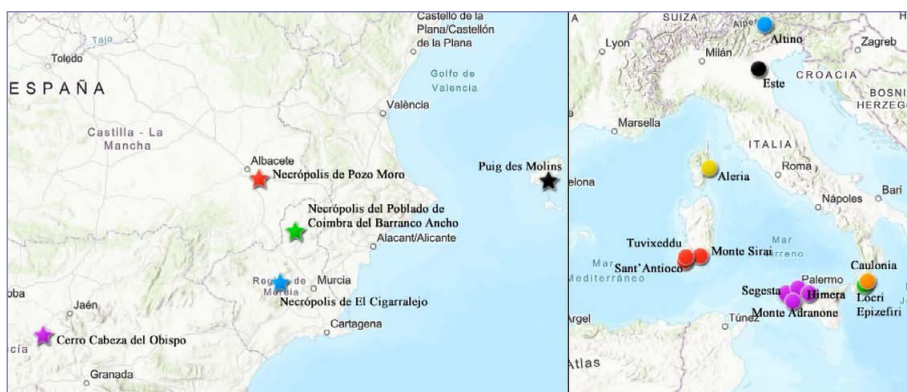 Castelló de la
Plana/Castellón
de la Plana
Tajo
Toledo
Golfo de
Valencia
ESPAÑA
València
Castilla - La
Mancha
Albacete
Necrópolis de Pozo Moro
Puig des Molins
Necrópolis del Poblado de
Coimbra del Barranco Ancho
Alacant/Alicante
Murcia
Necrópolis de El Cigarralejo
Jaén
Cartagena
Cerro Cabeza del Obispo
Granada
SUIZA
Altino
Lyon
Milán
Zagreb
Este
CROACIA
BOSNI
HERZEG
Marsella
ITALIA
elona
Aleria
Roma
Nápoles
Bari
Tuvixeddu
Monte Sirai
Mar
Tirreno
Sant'Antioco
Mar
Mediterráneo
Caulonia
Palermo
Segesta
Himera
Locri
Epizefiri
Monte Adranone
Argel
Túnez
Atlas